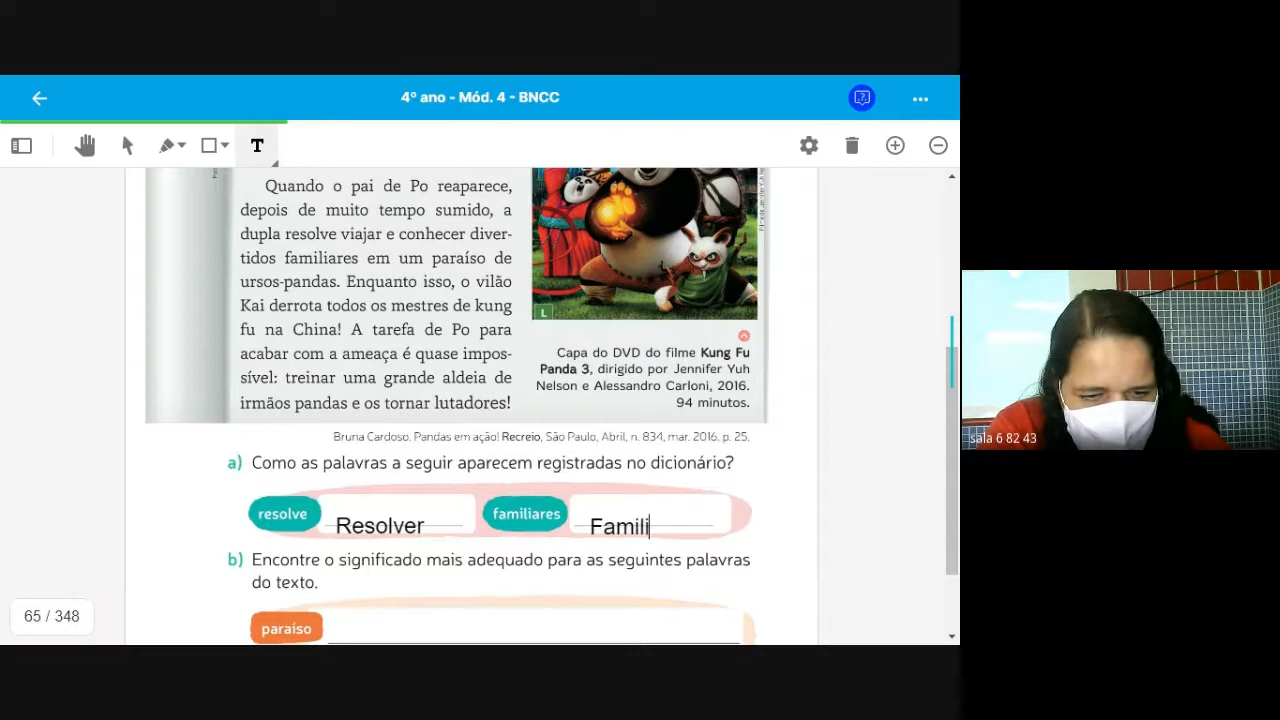 4º ano - Mód. 4 - BNCC
T
Quando o pai de Po reaparece,
depois de muito tempo sumido, a
dupla resolve viajar e conhecer diver-
tidos familiares em um paraíso de
ursos-pandas. Enquanto isso, o vilão
Kai derrota todos os mestres de kung
fu na China! A tarefa de Po para
acabar com a ameaça é quase impos-
sível: treinar uma grande aldeia de
irmãos pandas e os tornar lutadores!
L
Capa do DVD do filme Kung Fu
Panda 3, dirigido por Jennifer Yuh
Nelson e Alessandro Carloni, 2016.
94 minutos.
Bruna Cardoso. Pandas em ação! Recreio, São Paulo, Abril, n. 834, mar. 2016. p. 25.
a) Como as palavras a seguir aparecem registradas no dicionário?
resolve Resolver familiares Famili
b) Encontre o significado mais adequado para as seguintes palavras
do texto.
paraíso
65 / 348
sala 6 82 43